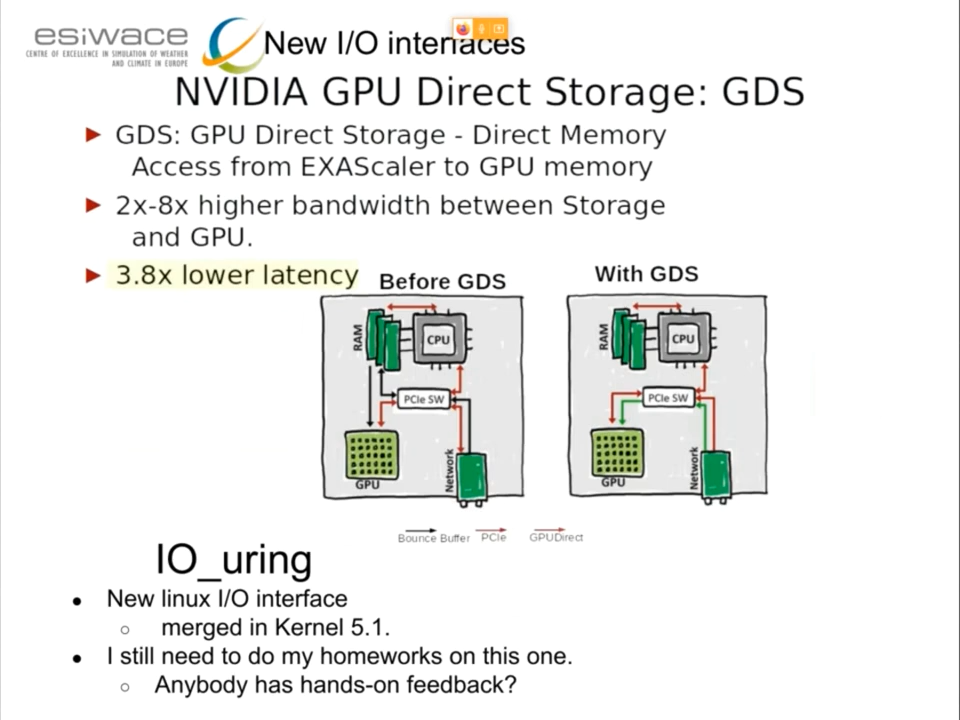 esiwace
CENTRE OF EXCELLENCE IN SIMULATION OF WEATHER
AND CLIMATE IN EUROPE
New I/O interfaces
NVIDIA GPU Direct Storage: GDS
► GDS: GPU Direct Storage - Direct Memory
Access from EXAScaler to GPU memory
► 2x-8x higher bandwidth between Storage
and GPU.
► 3.8x lower latency
Before GDS
RAM
CPU
PCIe SW
GPU
Network
With GDS
RAM
CPU
PCIe SW
GPU
Network
Bounce Buffer PCIe GPUDirect
IO_uring
● New linux I/O interface
○ merged in Kernel 5.1.
● I still need to do my homeworks on this one.
○ Anybody has hands-on feedback?